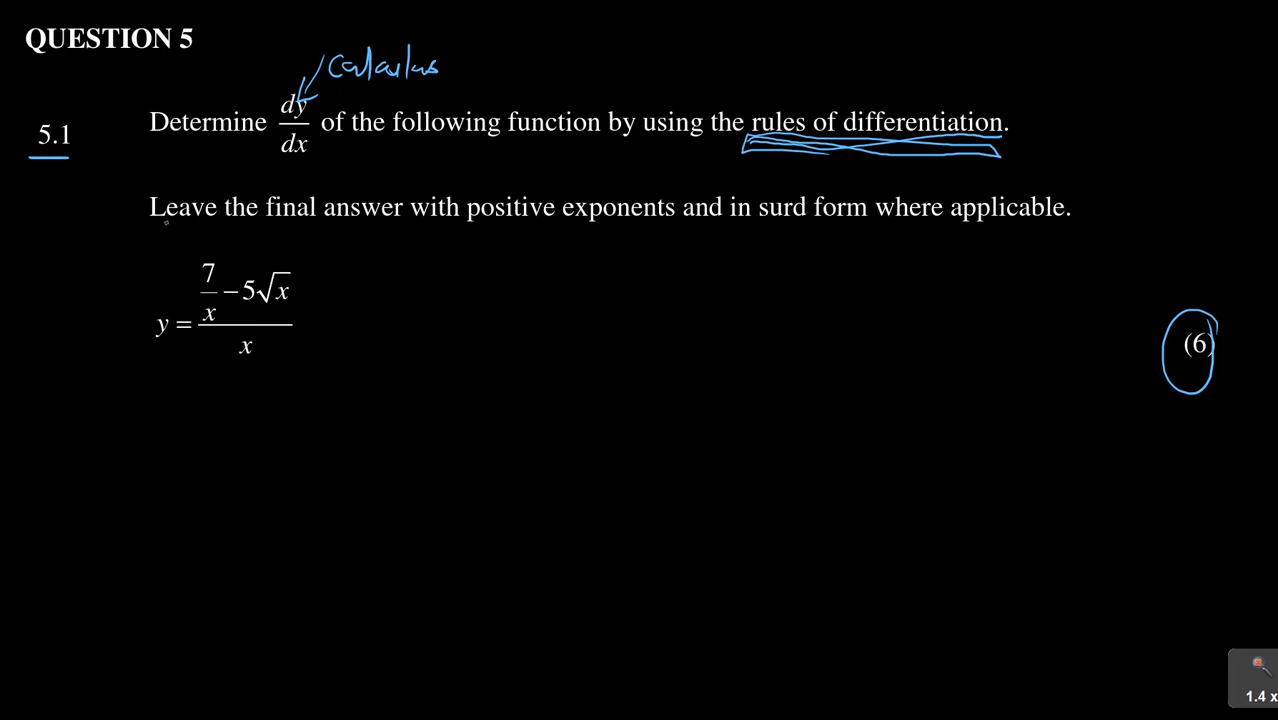 QUESTION 5
calculus
5.1 Determine dy/dx of the following function by using the rules of differentiation.
Leave the final answer with positive exponents and in surd form where applicable.
y = (7/x − 5√x)/x
(6)
1.4 x